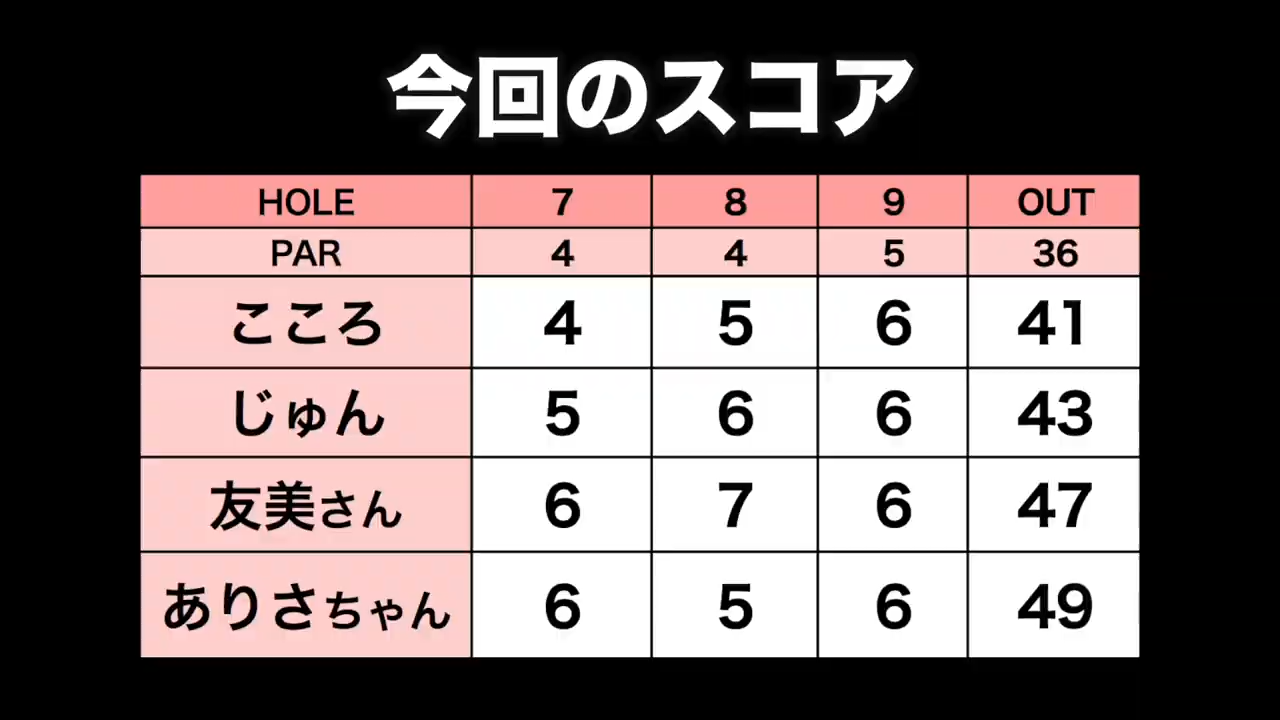 今回のスコア
HOLE 7 8 9 OUT
PAR 4 4 5 36
こころ 4 5 6 41
じゅん 5 6 6 43
友美さん 6 7 6 47
ありさちゃん 6 5 6 49